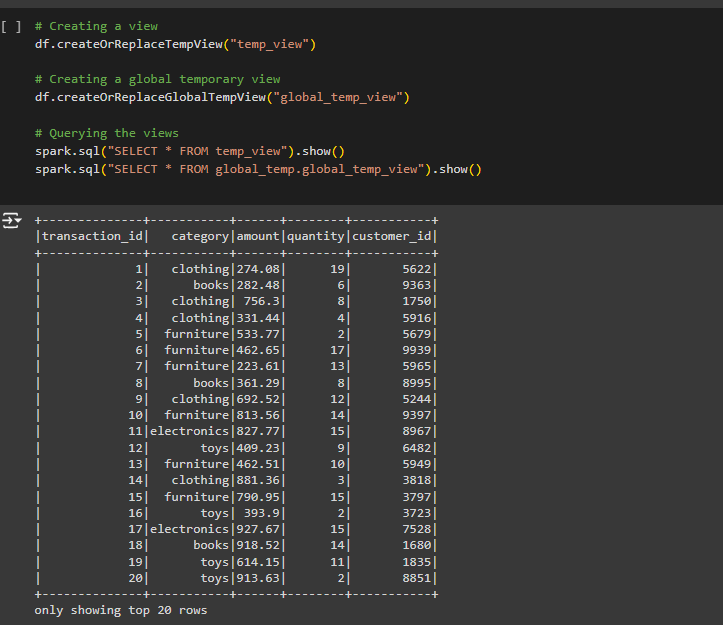 [ ] # Creating a view
df.createOrReplaceTempView("temp_view")
# Creating a global temporary view
df.createOrReplaceGlobalTempView("global_temp_view")
# Querying the views
spark.sql("SELECT * FROM temp_view").show()
spark.sql("SELECT * FROM global_temp.global_temp_view").show()
+--------------+-----------+------+--------+-----------+
|transaction_id|   category|amount|quantity|customer_id|
+--------------+-----------+------+--------+-----------+
|             1|   clothing|274.08|      19|       5622|
|             2|      books|282.48|       6|       9363|
|             3|   clothing| 756.3|       8|       1750|
|             4|   clothing|331.44|       4|       5916|
|             5|  furniture|533.77|       2|       5679|
|             6|  furniture|462.65|      17|       9939|
|             7|  furniture|223.61|      13|       5965|
|             8|      books|361.29|       8|       8995|
|             9|   clothing|692.52|      12|       5244|
|            10|  furniture|813.56|      14|       9397|
|            11|electronics|827.77|      15|       8967|
|            12|       toys|409.23|       9|       6482|
|            13|  furniture|462.51|      10|       5949|
|            14|   clothing|881.36|       3|       3818|
|            15|  furniture|790.95|      15|       3797|
|            16|       toys| 393.9|       2|       3723|
|            17|electronics|927.67|      15|       7528|
|            18|      books|918.52|      14|       1680|
|            19|       toys|614.15|      11|       1835|
|            20|       toys|913.63|       2|       8851|
+--------------+-----------+------+--------+-----------+
only showing top 20 rows